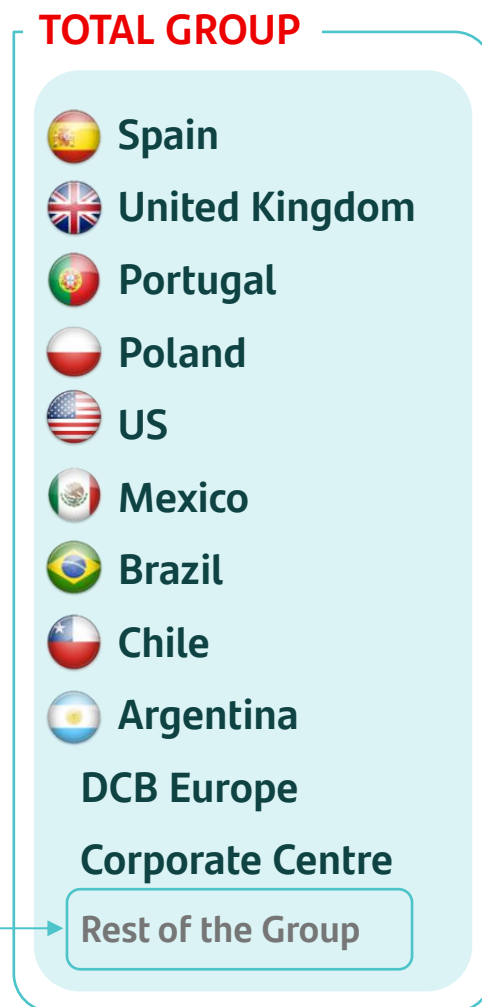 TOTAL GROUP
Spain
United Kingdom
Portugal
Poland
US
Mexico
Brazil
Chile
Argentina
DCB Europe
Corporate Centre
Rest of the Group